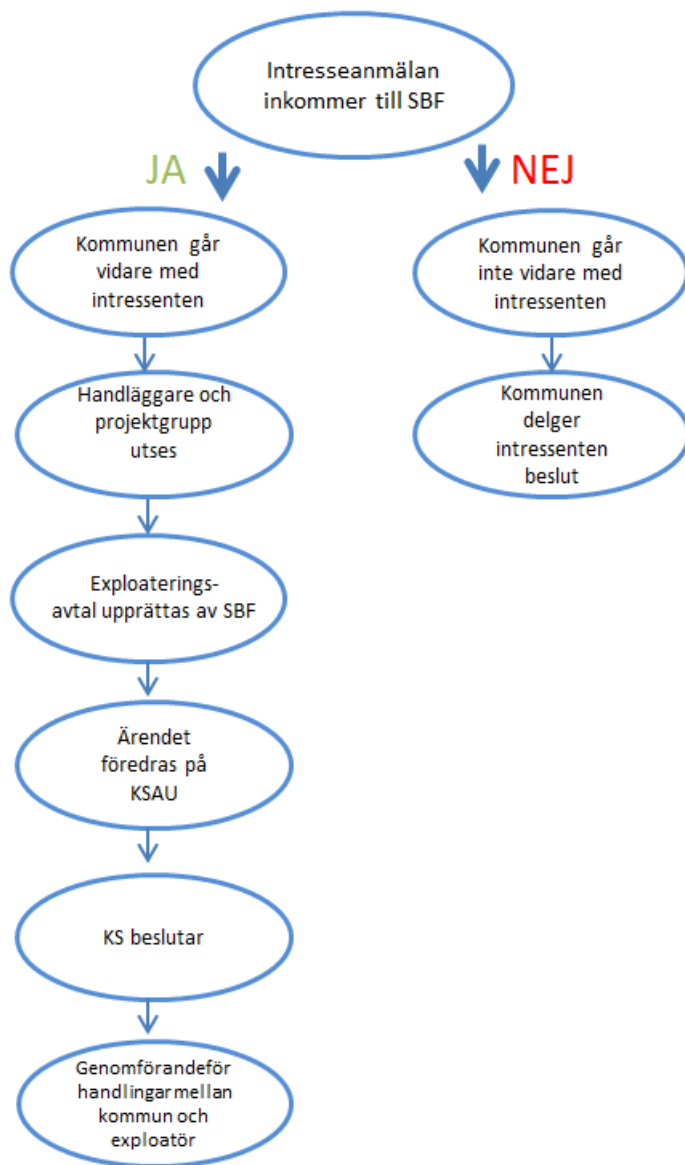 Intresseanmälan
inkommer till SBF
JA
NEJ
Kommunen går
vidare med
intressenten
Kommunen går
inte vidare med
intressenten
Handläggare och
projektgrupp
utses
Kommunen
delger
intressenten
beslut
Exploaterings-
avtal upprättas av SBF
Ärendet
föredras på
KSAU
KS beslutar
Genomförandeför
handlingar mellan
kommun och
exploatör